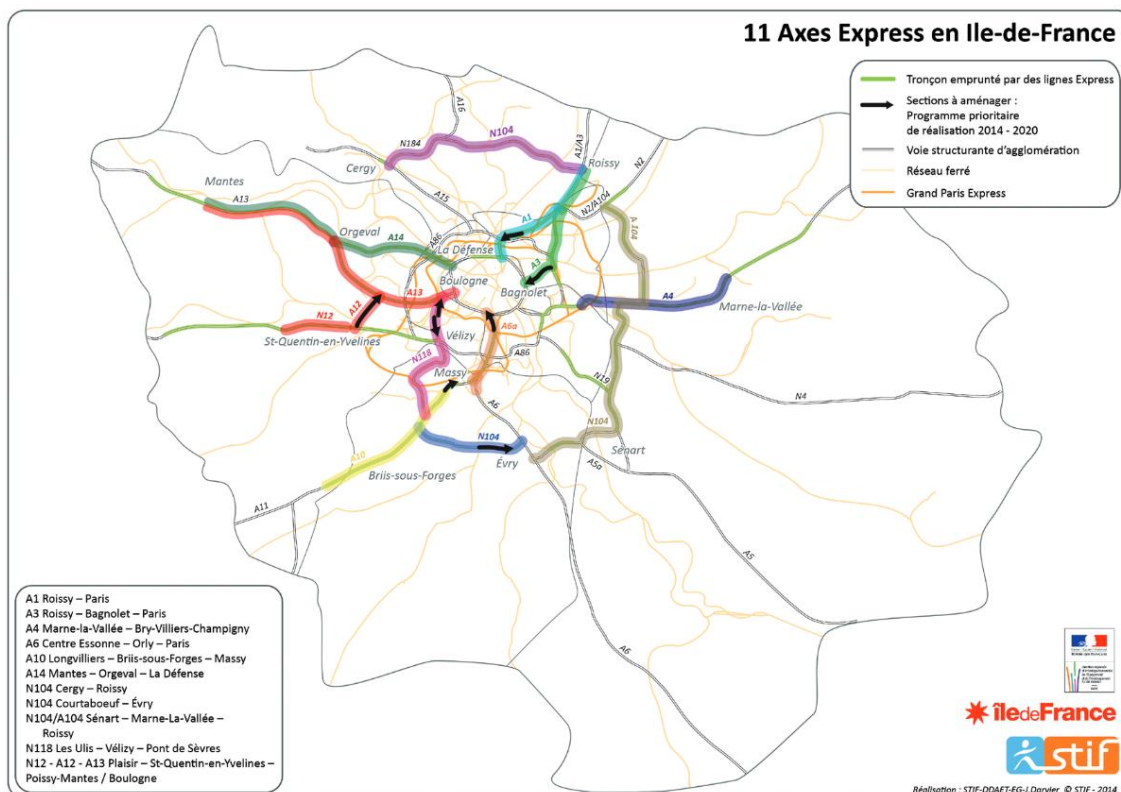 11 Axes Express en Ile-de-France
Tronçon emprunté par des lignes Express
Sections à aménager :
Programme prioritaire
de réalisation 2014 - 2020
Voie structurante d'agglomération
Réseau ferré
Grand Paris Express
A16
N104
N184
A1/A3
Roissy
N2
Cergy
Mantes
A13
A15
N2/A104
A1
A 104
Orgeval
A14
A86
La Défense
A3
Boulogne
Bagnolet
A13
A4
Marne-la-Vallée
A12
N12
A6a
St-Quentin-en-Yvelines
Vélizy
A86
N118
Massy
N19
N4
A6
N104
N104
Sénart
A10
Évry
A5a
Briis-sous-Forges
A11
A5
A6
A1 Roissy – Paris
A3 Roissy – Bagnolet – Paris
A4 Marne-la-Vallée – Bry-Villiers-Champigny
A6 Centre Essonne – Orly – Paris
A10 Longvilliers – Briis-sous-Forges – Massy
A14 Mantes – Orgeval – La Défense
N104 Cergy – Roissy
N104 Courtaboeuf – Évry
N104/A104 Sénart – Marne-La-Vallée –
Roissy
N118 Les Ulis – Vélizy – Pont de Sèvres
N12 - A12 - A13 Plaisir – St-Quentin-en-Yvelines –
Poissy-Mantes / Boulogne
îledeFrance
stif
Réalisation : STIF-DDAET-EG-J.Darvier © STIF - 2014